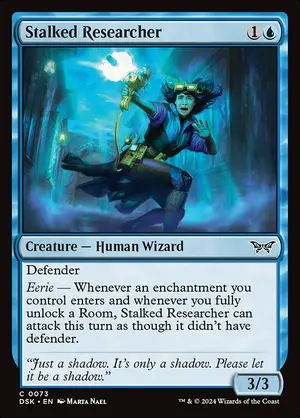 Stalked Researcher 1
Creature — Human Wizard
Defender
Eerie — Whenever an enchantment you
control enters and whenever you fully
unlock a Room, Stalked Researcher can
attack this turn as though it didn't have
defender.
"Just a shadow. It's only a shadow. Please let
it be a shadow."
3/3
C 0073
DSK • EN MARTA NAEL
™ & © 2024 Wizards of the Coast